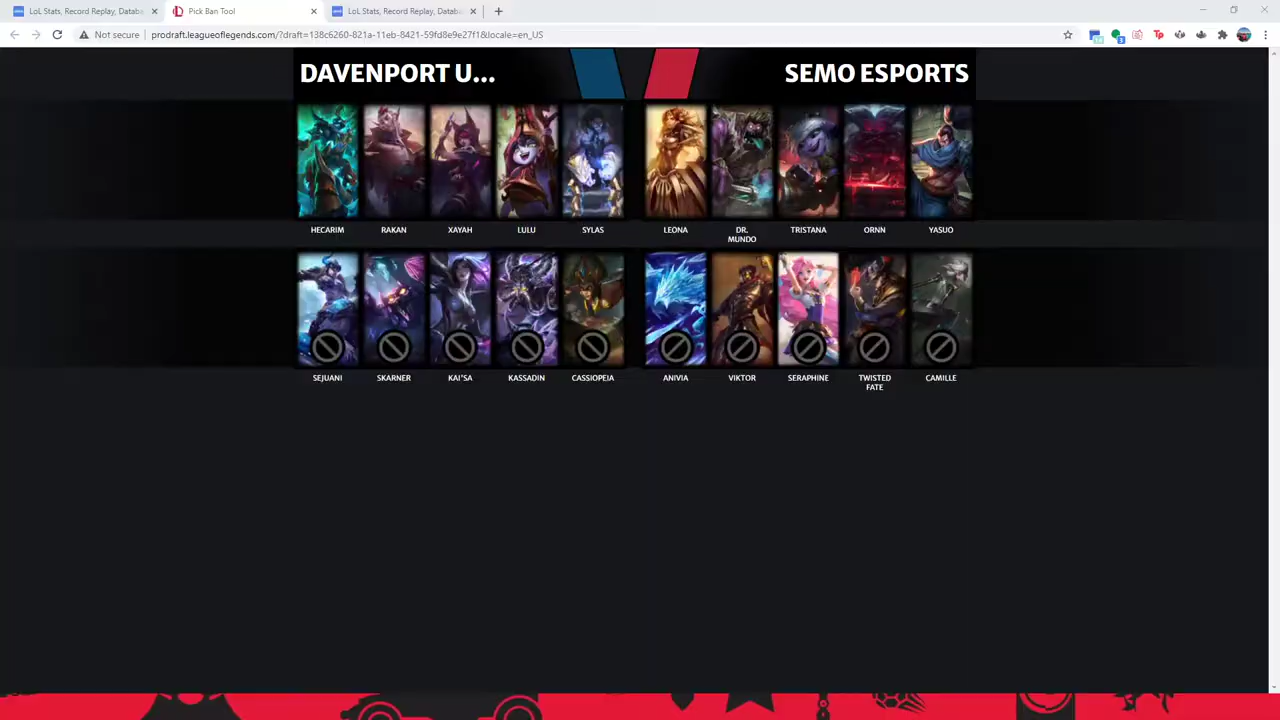 LoL Stats, Record Replay, Databa
Pick Ban Tool
LoL Stats, Record Replay, Databa
Not secure
prodraft.leagueoflegends.com/?draft=138c6260-821a-11eb-8421-59fd8e9e27f1&locale=en_US
DAVENPORT U...
SEMO ESPORTS
HECARIM
RAKAN
XAYAH
LULU
SYLAS
LEONA
DR.
MUNDO
TRISTANA
ORNN
YASUO
SEJUANI
SKARNER
KAI'SA
KASSADIN
CASSIOPEIA
ANIVIA
VIKTOR
SERAPHINE
TWISTED
FATE
CAMILLE